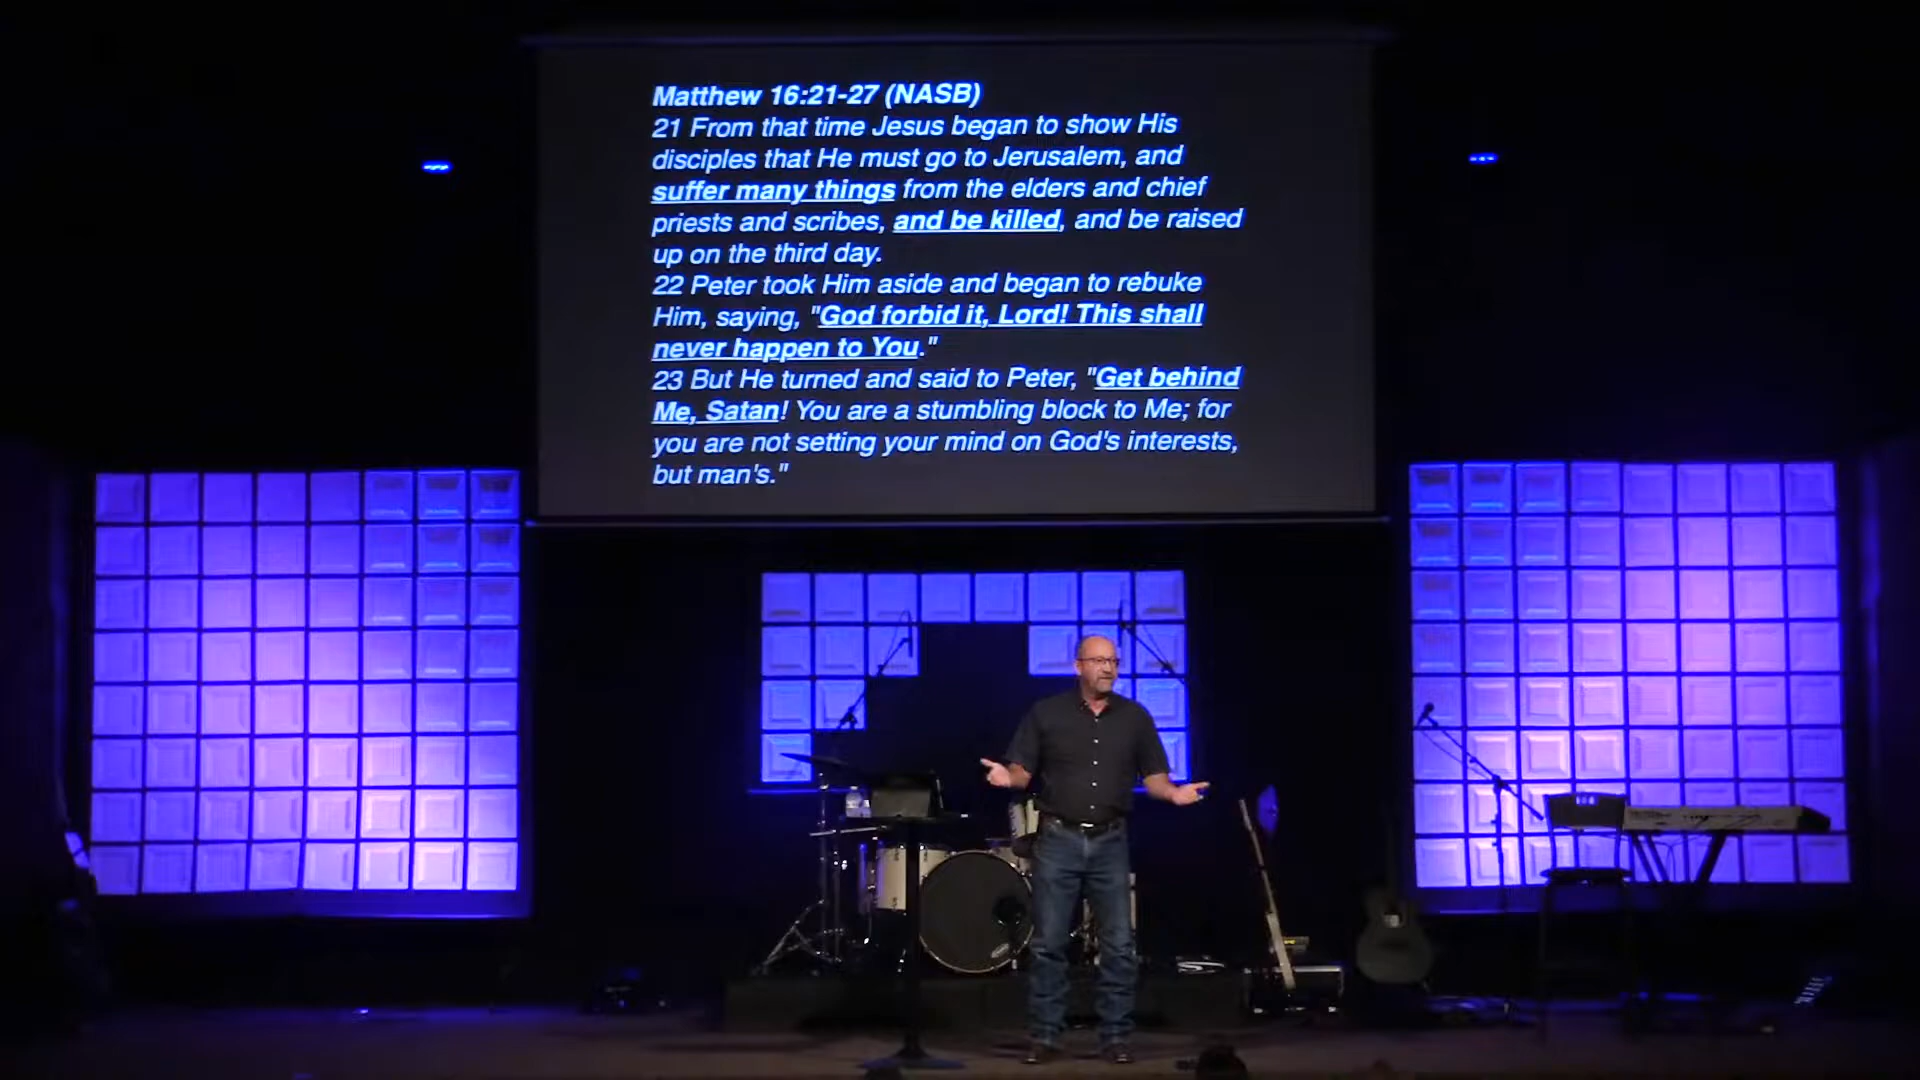 Matthew 16:21-27 (NASB)
21 From that time Jesus began to show His
disciples that He must go to Jerusalem, and
suffer many things from the elders and chief
priests and scribes, and be killed, and be raised
up on the third day.
22 Peter took Him aside and began to rebuke
Him, saying, "God forbid it, Lord! This shall
never happen to You."
23 But He turned and said to Peter, "Get behind
Me, Satan! You are a stumbling block to Me; for
you are not setting your mind on God's interests,
but man's."